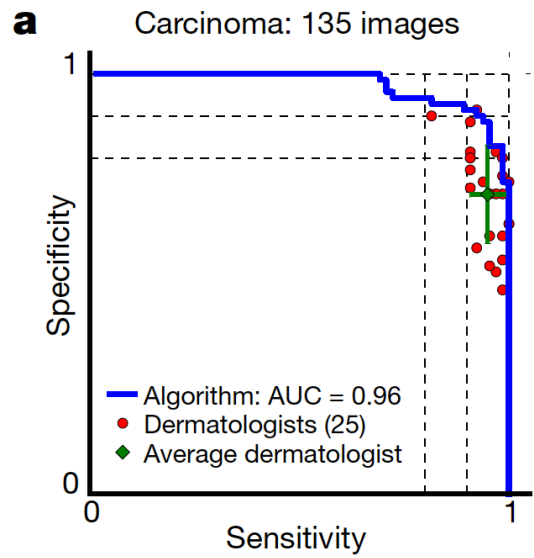 a
Carcinoma: 135 images
1
Specificity
Algorithm: AUC = 0.96
Dermatologists (25)
Average dermatologist
0
0
1
Sensitivity